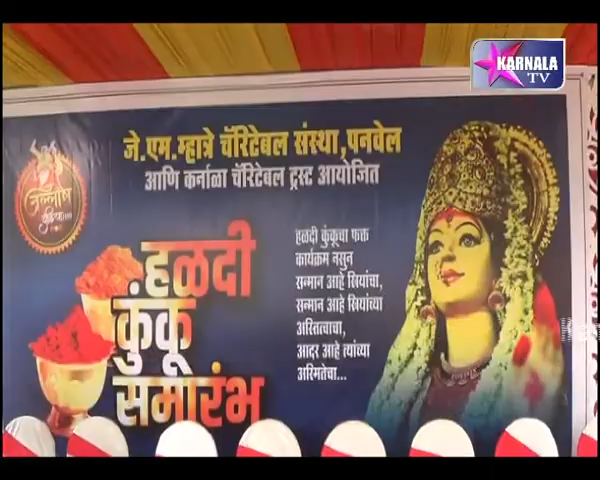 KARNALA
TV
जे.एम.म्हात्रे चॅरिटेबल संस्था,पनवेल
आणि कर्नाळा चॅरिटेबल ट्रस्ट आयोजित
उल्लोष
हळदी
कुंकू
समारंभ
हळदी कुंकूचा फक्त
कार्यक्रम नसुन
सन्मान आहे स्त्रियांचा,
सन्मान आहे स्त्रियांच्या
अस्तित्वाचा,
आदर आहे त्यांच्या
अस्मितेचा...